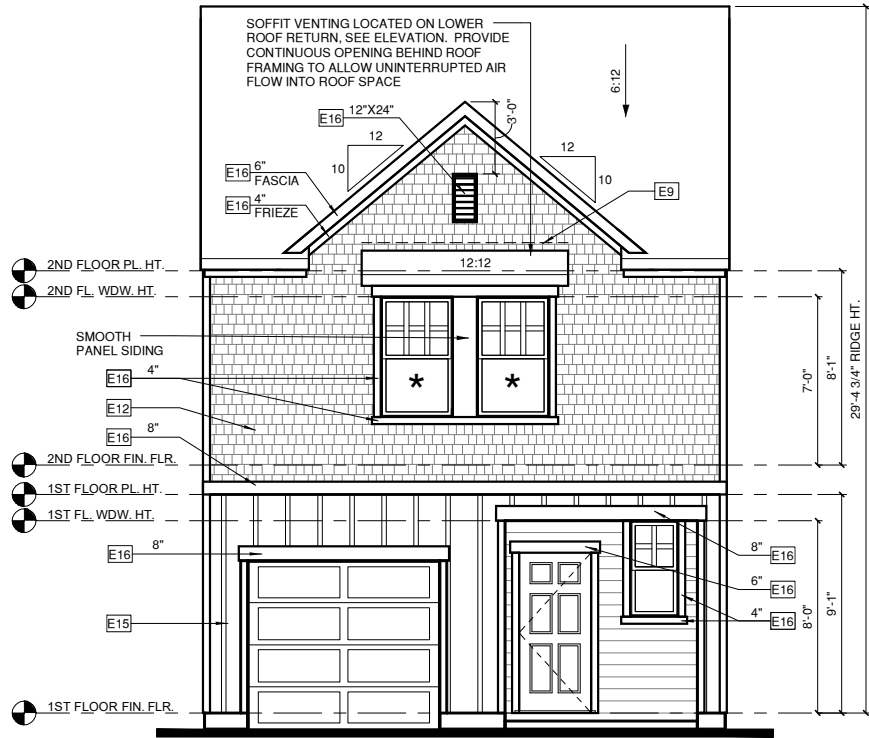 SOFFIT VENTING LOCATED ON LOWER
ROOF RETURN, SEE ELEVATION. PROVIDE
CONTINUOUS OPENING BEHIND ROOF
FRAMING TO ALLOW UNINTERRUPTED AIR
FLOW INTO ROOF SPACE
6:12
E16 12"X24"
3'-0"
12
10
12
10
E16 6"
FASCIA
E16 4"
FRIEZE
E9
12:12
2ND FLOOR PL. HT.
2ND FL. WDW. HT.
SMOOTH
PANEL SIDING
E16 4"
E12
E16 8"
* *
2ND FLOOR FIN. FLR.
1ST FLOOR PL. HT.
1ST FL. WDW. HT.
E16 8"
E15
1ST FLOOR FIN. FLR.
8" E16
6" E16
4" E16
7'-0"
8'-1"
8'-0"
9'-1"
29'-4 3/4" RIDGE HT.